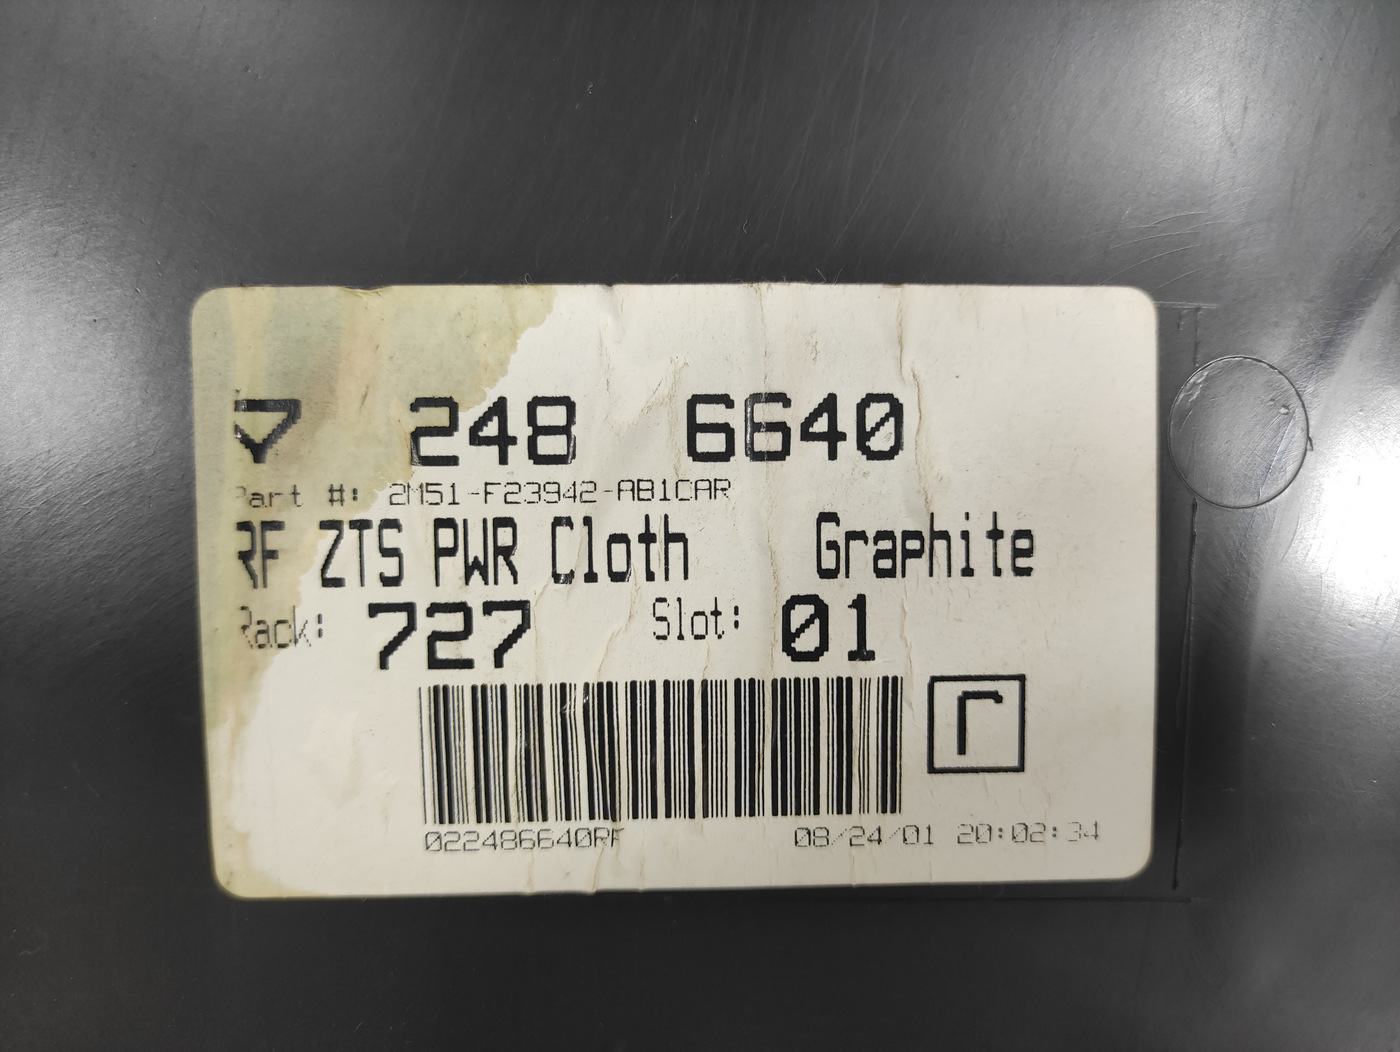 248 6640
Part #: 2M51-F23942-AB1CAR
RF ZTS PWR Cloth Graphite
Rack: 727 Slot: 01
r
022486640RF 08/24/01 20:02:34